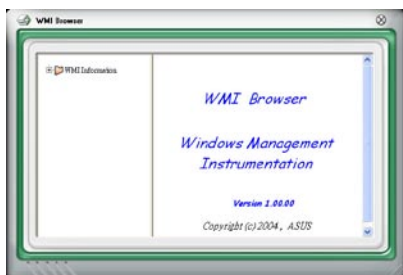 WMI Browser
WMI Information
WMI Browser
Windows Management
Instrumentation
Version 1.00.00
Copyright (c) 2004, ASUS